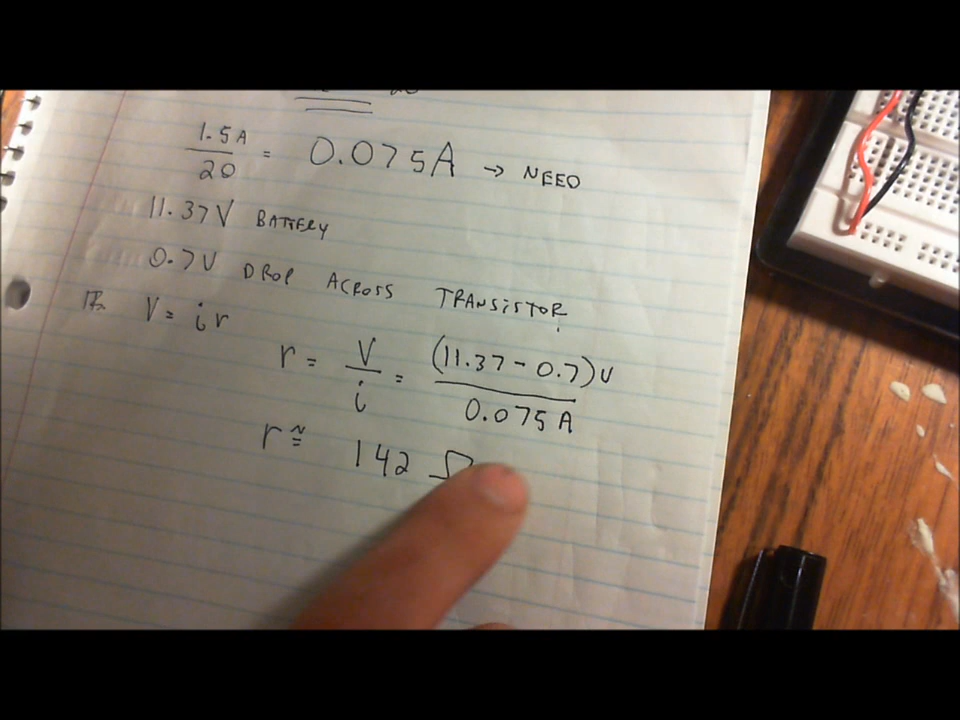 1.5A
20 = 0.075A → NEED
11.37V BATTERY
0.7V DROP ACROSS TRANSISTOR
V = ir
r = V/i = (11.37-0.7)V / 0.075A
r ≅ 142 Ω